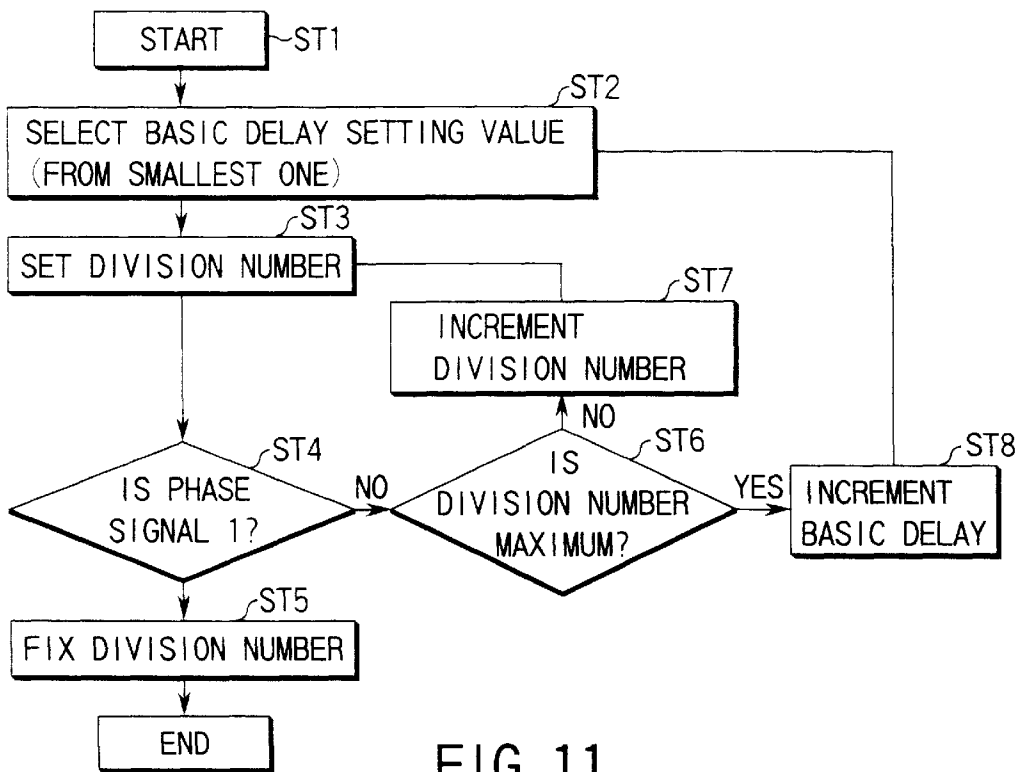 START
ST1
ST2
SELECT BASIC DELAY SETTING VALUE
(FROM SMALLEST ONE)
ST3
SET DIVISION NUMBER
ST7
INCREMENT
DIVISION NUMBER
NO
ST4
IS PHASE
SIGNAL 1?
NO
ST6
IS
DIVISION NUMBER
MAXIMUM?
YES
ST8
INCREMENT
BASIC DELAY
ST5
FIX DIVISION NUMBER
END
FIG. 11